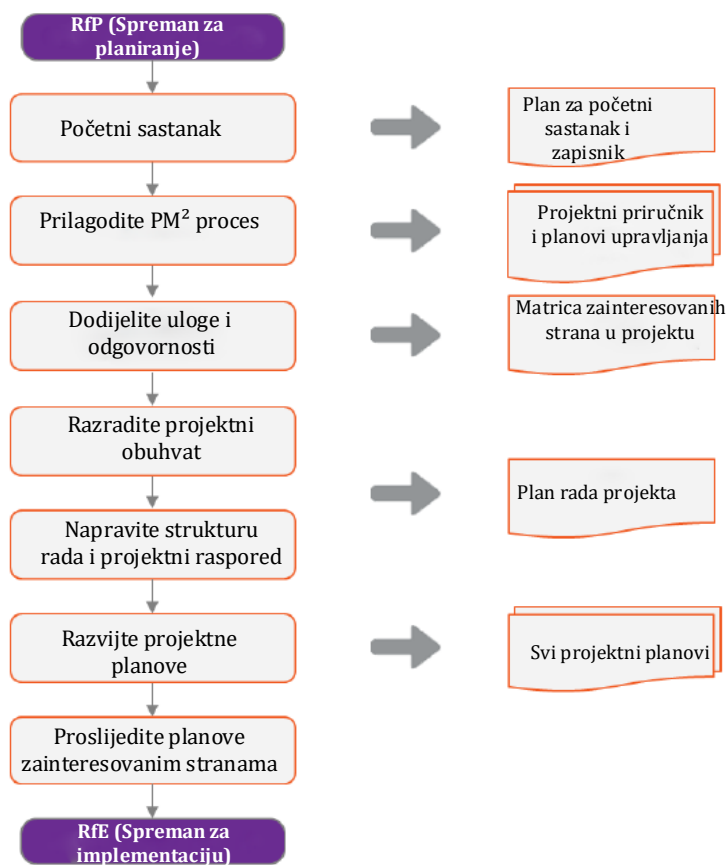 RfP (Spreman za
planiranje)
Početni sastanak
Plan za početni
sastanak i
zapisnik
Prilagodite PM² proces
Projektni priručnik
i planovi upravljanja
Dodijelite uloge i
odgovornosti
Matrica zainteresovanih
strana u projektu
Razradite projektni
obuhvat
Plan rada projekta
Napravite strukturu
rada i projektni raspored
Razvijte projektne
planove
Svi projektni planovi
Proslijedite planove
zainteresovanim stranama
RfE (Spreman za
implementaciju)